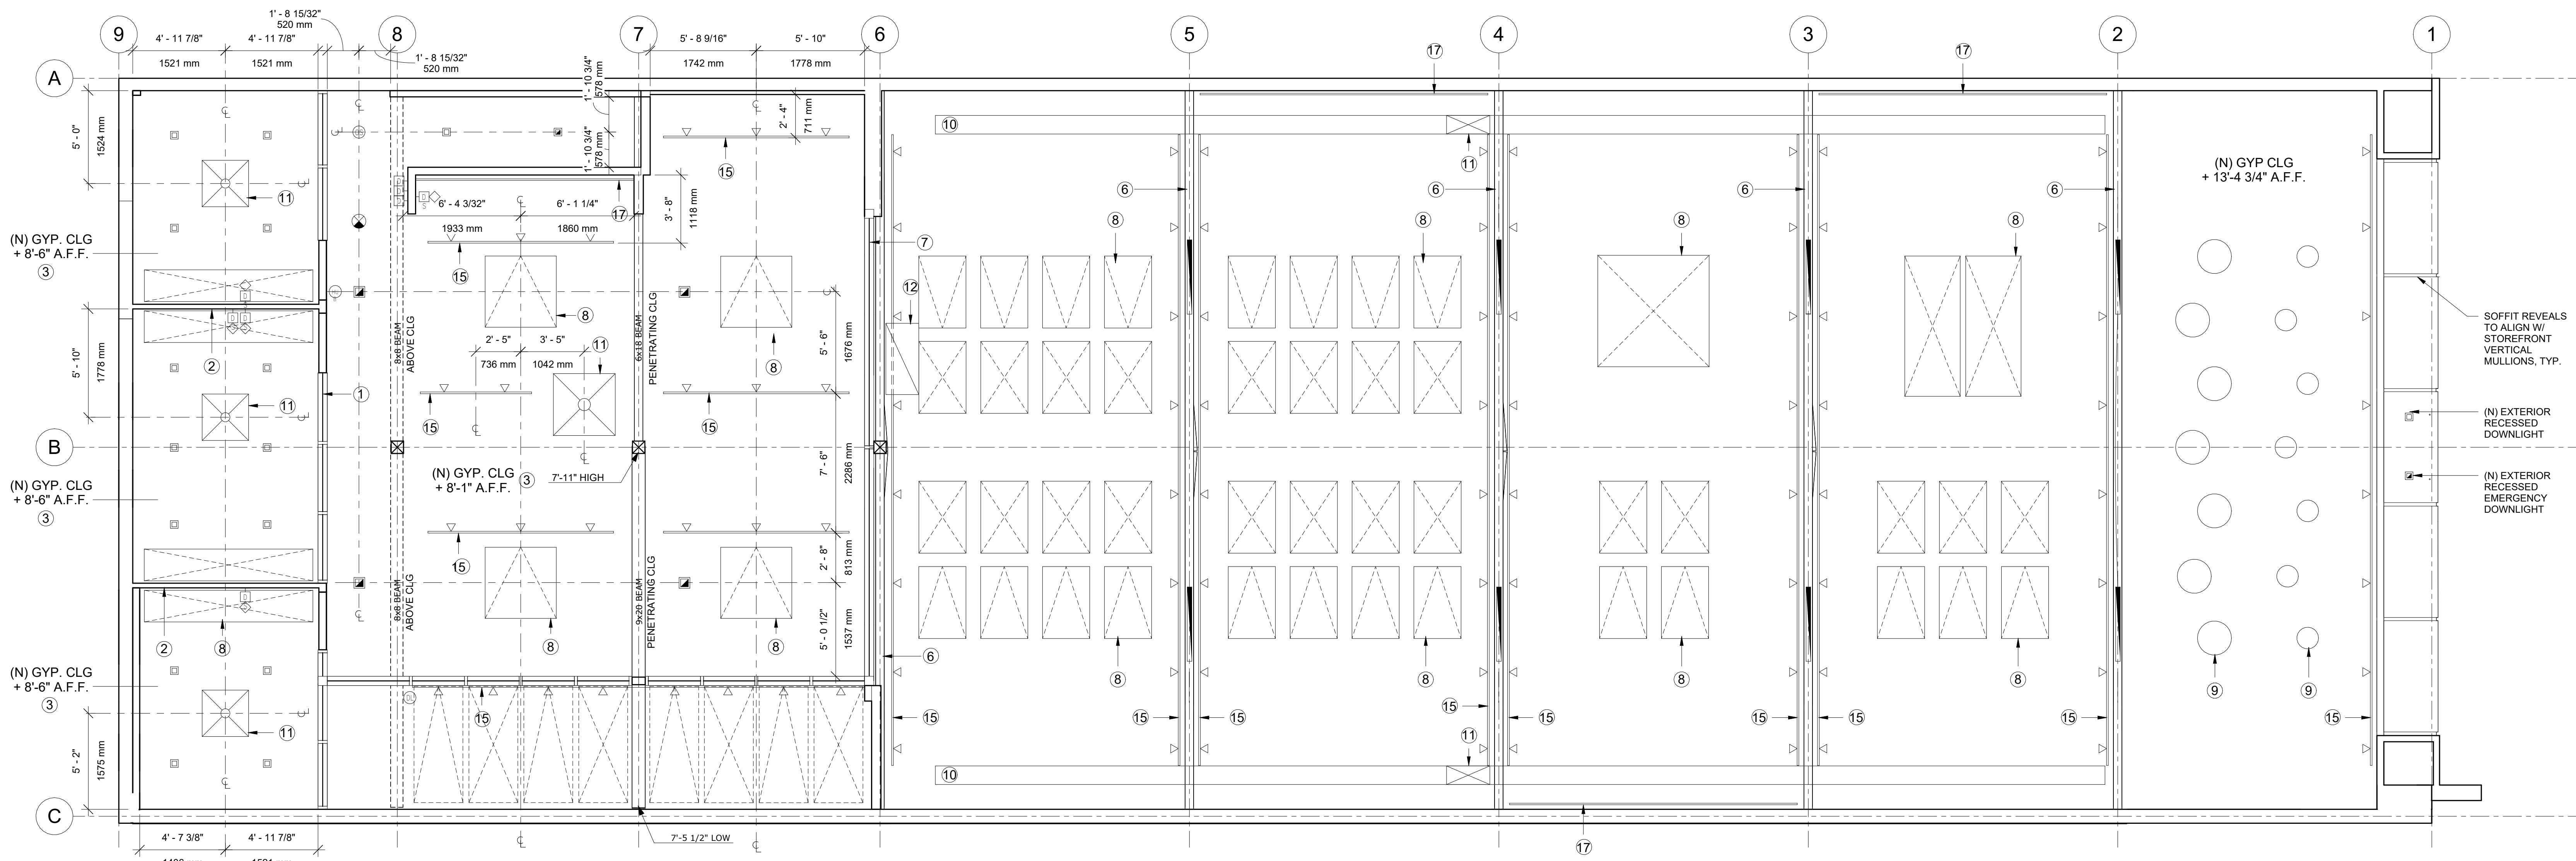 1' - 8 15/32"
520 mm
9
4' - 11 7/8"
4' - 11 7/8"
8
7
5' - 8 9/16"
5' - 10"
6
5
4
3
2
1
1521 mm
1521 mm
1' - 8 15/32"
520 mm
1742 mm
1778 mm
17
17
A
1' - 10 3/4"
578 mm
2' - 4"
711 mm
10
5' - 0"
1524 mm
1' - 10 3/4"
578 mm
15
11
(N) GYP CLG
+ 13'-4 3/4" A.F.F.
11
D
D
D
D
S
6' - 4 3/32"
6' - 1 1/4"
17
3' - 8"
1118 mm
6
6
6
6
(N) GYP. CLG
+ 8'-6" A.F.F.
3
1933 mm
1860 mm
15
7
8
8
8
8
12
D
D
D
8x8 BEAM
ABOVE CLG
8
6x18 BEAM
PENETRATING CLG
8
5' - 6"
1676 mm
SOFFIT REVEALS
TO ALIGN W/
STOREFRONT
VERTICAL
MULLIONS, TYP.
5' - 10"
1778 mm
2
2' - 5"
3' - 5"
11
736 mm
1042 mm
11
1
15
15
(N) EXTERIOR
RECESSED
DOWNLIGHT
B
(N) GYP. CLG
+ 8'-1" A.F.F.
3
7'-11" HIGH
7' - 6"
2286 mm
(N) GYP. CLG
+ 8'-6" A.F.F.
3
(N) EXTERIOR
RECESSED
EMERGENCY
DOWNLIGHT
15
2' - 8"
813 mm
D
8x8 BEAM
ABOVE CLG
9x20 BEAM
PENETRATING CLG
2
8
8
8
5' - 0 1/2"
1537 mm
6
8
8
8
8
9
9
(N) GYP. CLG
+ 8'-6" A.F.F.
3
11
15
15
15
15
15
15
15
15
15
15
11
5' - 2"
1575 mm
10
C
4' - 7 3/8"
4' - 11 7/8"
7'-5 1/2" LOW
17